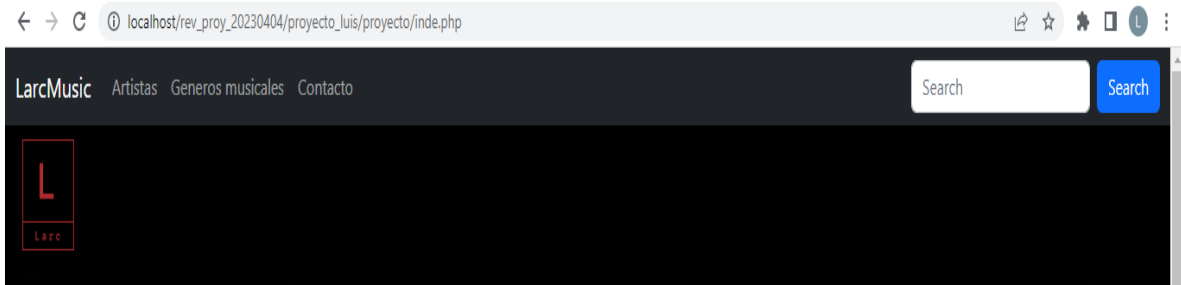 localhost/rev_proy_20230404/proyecto_luis/proyecto/inde.php L
LarcMusic Artistas Generos musicales Contacto Search Search
L
Larc